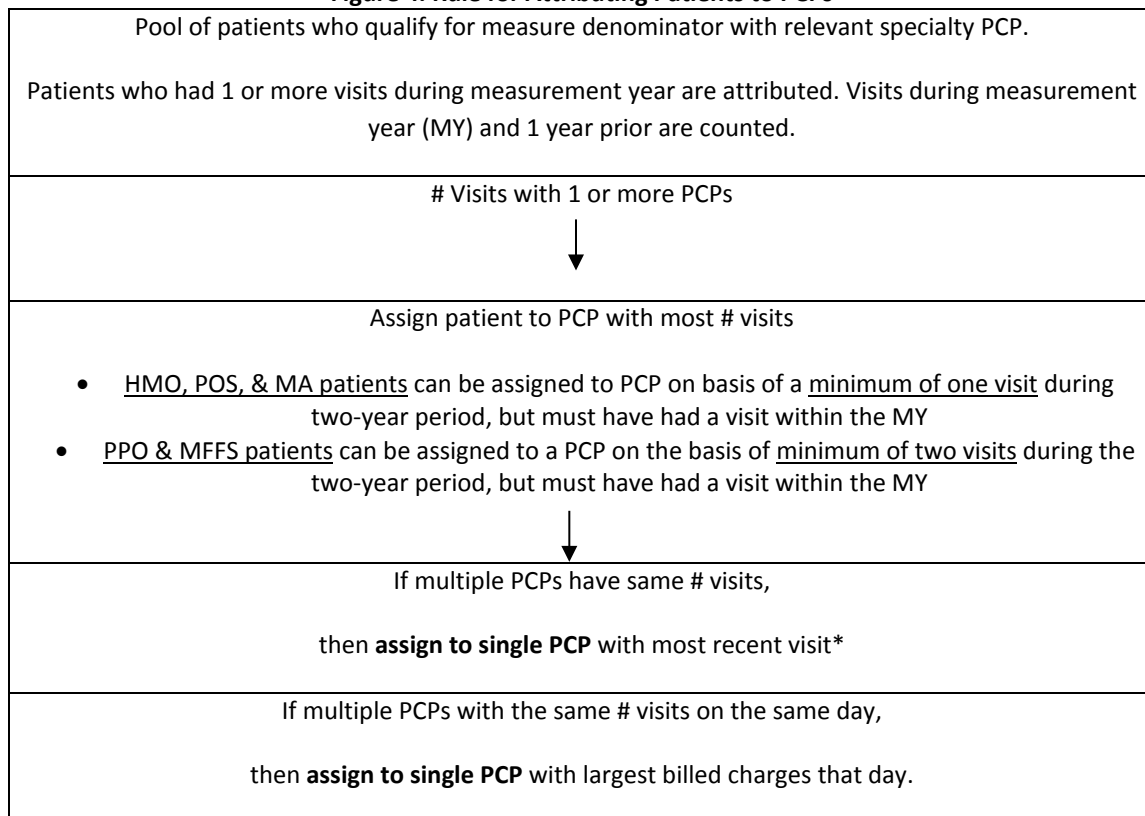 Figure Rule for Attributing Patients to PCPs
Pool of patients who qualify for measure denominator with relevant specialty PCP.
Patients who had 1 or more visits during measurement year are attributed. Visits during measurement
year (MY) and 1 year prior are counted.
# Visits with 1 or more PCPs
Assign patient to PCP with most # visits
• HMO, POS, & MA patients can be assigned to PCP on basis of a minimum of one visit during
two-year period, but must have had a visit within the MY
• PPO & MFFS patients can be assigned to a PCP on the basis of minimum of two visits during the
two-year period, but must have had a visit within the MY
If multiple PCPs have same # visits,
then assign to single PCP with most recent visit*
If multiple PCPs with the same # visits on the same day,
then assign to single PCP with largest billed charges that day.